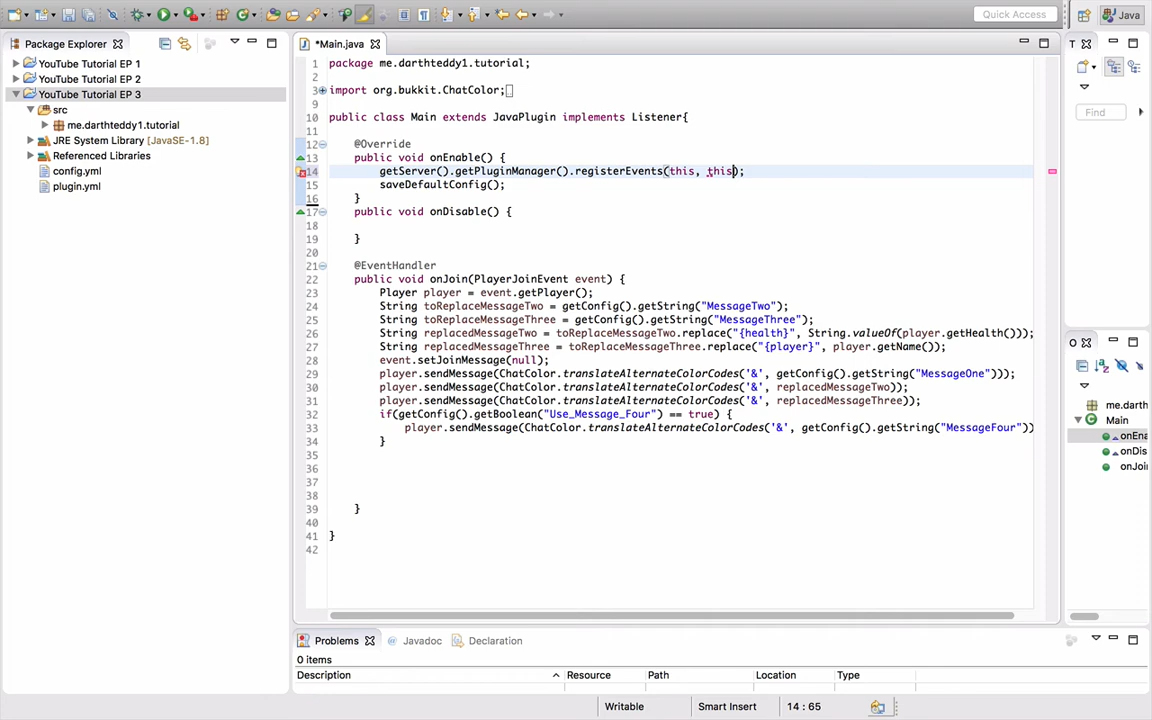 Quick Access
Java
Package Explorer
*Main.java
T
YouTube Tutorial EP 1
YouTube Tutorial EP 2
YouTube Tutorial EP 3
src
me.darthteddy1.tutorial
JRE System Library [JavaSE-1.8]
Referenced Libraries
config.yml
plugin.yml
1 package me.darthteddy1.tutorial;
2
3 import org.bukkit.ChatColor;
9
10 public class Main extends JavaPlugin implements Listener{
11
12 @Override
13 public void onEnable() {
14 getServer().getPluginManager().registerEvents(this, this);
15 saveDefaultConfig();
16 }
17 public void onDisable() {
18
19 }
20
21 @EventHandler
22 public void onJoin(PlayerJoinEvent event) {
23 Player player = event.getPlayer();
24 String toReplaceMessageTwo = getConfig().getString("MessageTwo");
25 String toReplaceMessageThree = getConfig().getString("MessageThree");
26 String replacedMessageTwo = toReplaceMessageTwo.replace("{health}", String.valueOf(player.getHealth()));
27 String replacedMessageThree = toReplaceMessageThree.replace("{player}", player.getName());
28 event.setJoinMessage(null);
29 player.sendMessage(ChatColor.translateAlternateColorCodes('&', getConfig().getString("MessageOne")));
30 player.sendMessage(ChatColor.translateAlternateColorCodes('&', replacedMessageTwo));
31 player.sendMessage(ChatColor.translateAlternateColorCodes('&', replacedMessageThree));
32 if(getConfig().getBoolean("Use_Message_Four") == true) {
33 player.sendMessage(ChatColor.translateAlternateColorCodes('&', getConfig().getString("MessageFour"))
34 }
35
36
37
38
39 }
40
41 }
42
Find
O
me.darth
Main
onEna
onDis
onJoi
Problems
@ Javadoc
Declaration
0 items
Description
Resource
Path
Location
Type
Writable
Smart Insert
14 : 65